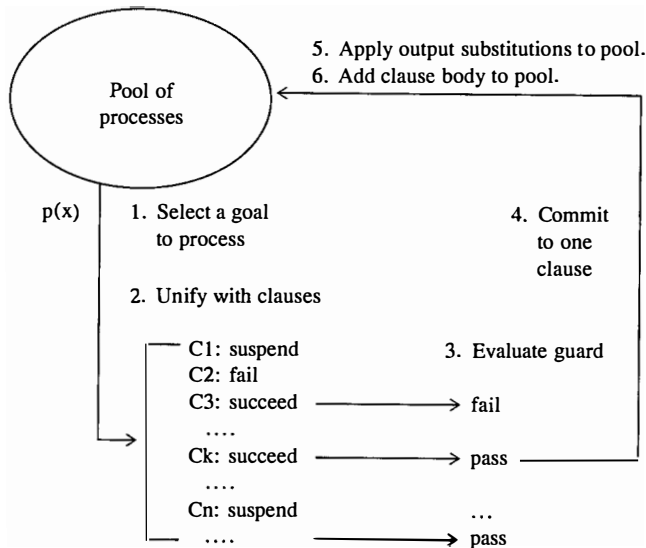 5. Apply output substitutions to pool.
6. Add clause body to pool.
Pool of
processes
p(x)
1. Select a goal
to process
4. Commit
to one
clause
2. Unify with clauses
C1: suspend
3. Evaluate guard
C2: fail
C3: succeed
fail
....
Ck: succeed
pass
....
Cn: suspend
...
....
pass